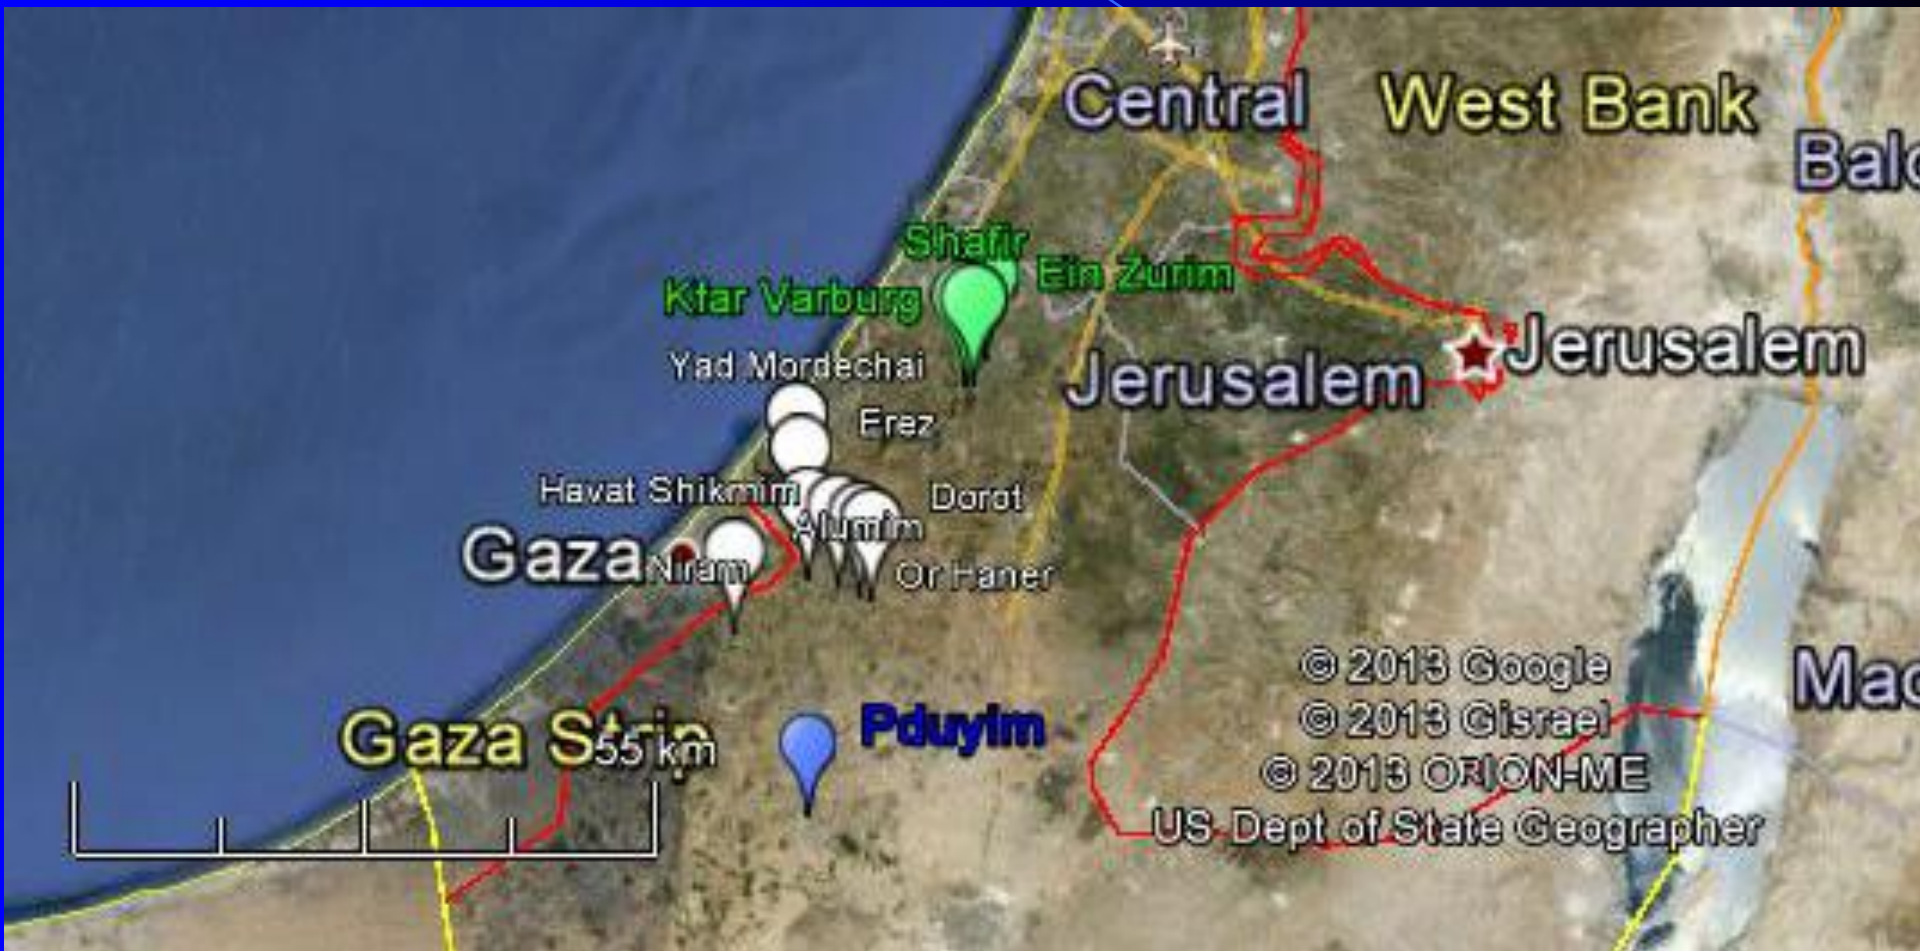 Central
West Bank
Balq
Shafir
Ein Zurim
Kfar Varburg
Jerusalem
Yad Mordechai
Jerusalem
Erez
Havat Shikmim
Dorot
Alumim
Gaza
Niram
Or Haner
© 2013 Google
Mad
© 2013 Gisrael
Pduyim
Gaza Strip
55 km
© 2013 ORION-ME
US Dept of State Geographer